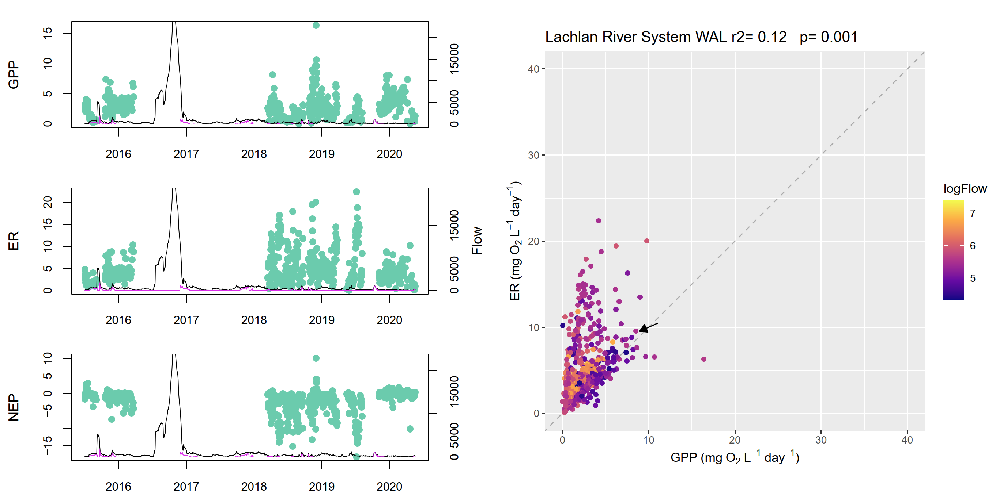 GPP
0 5 10 15
0 5000 15000
2016 2017 2018 2019 2020
ER
0 5 10 15 20
0 5000 15000
Flow
2016 2017 2018 2019 2020
NEP
−15 −5 0 5 10
0 5000 15000
2016 2017 2018 2019 2020
Lachlan River System WAL r2= 0.12 p= 0.001
40
30
20
10
0
ER (mg O₂ L⁻¹ day⁻¹)
0 10 20 30 40
GPP (mg O₂ L⁻¹ day⁻¹)
logFlow
7
6
5